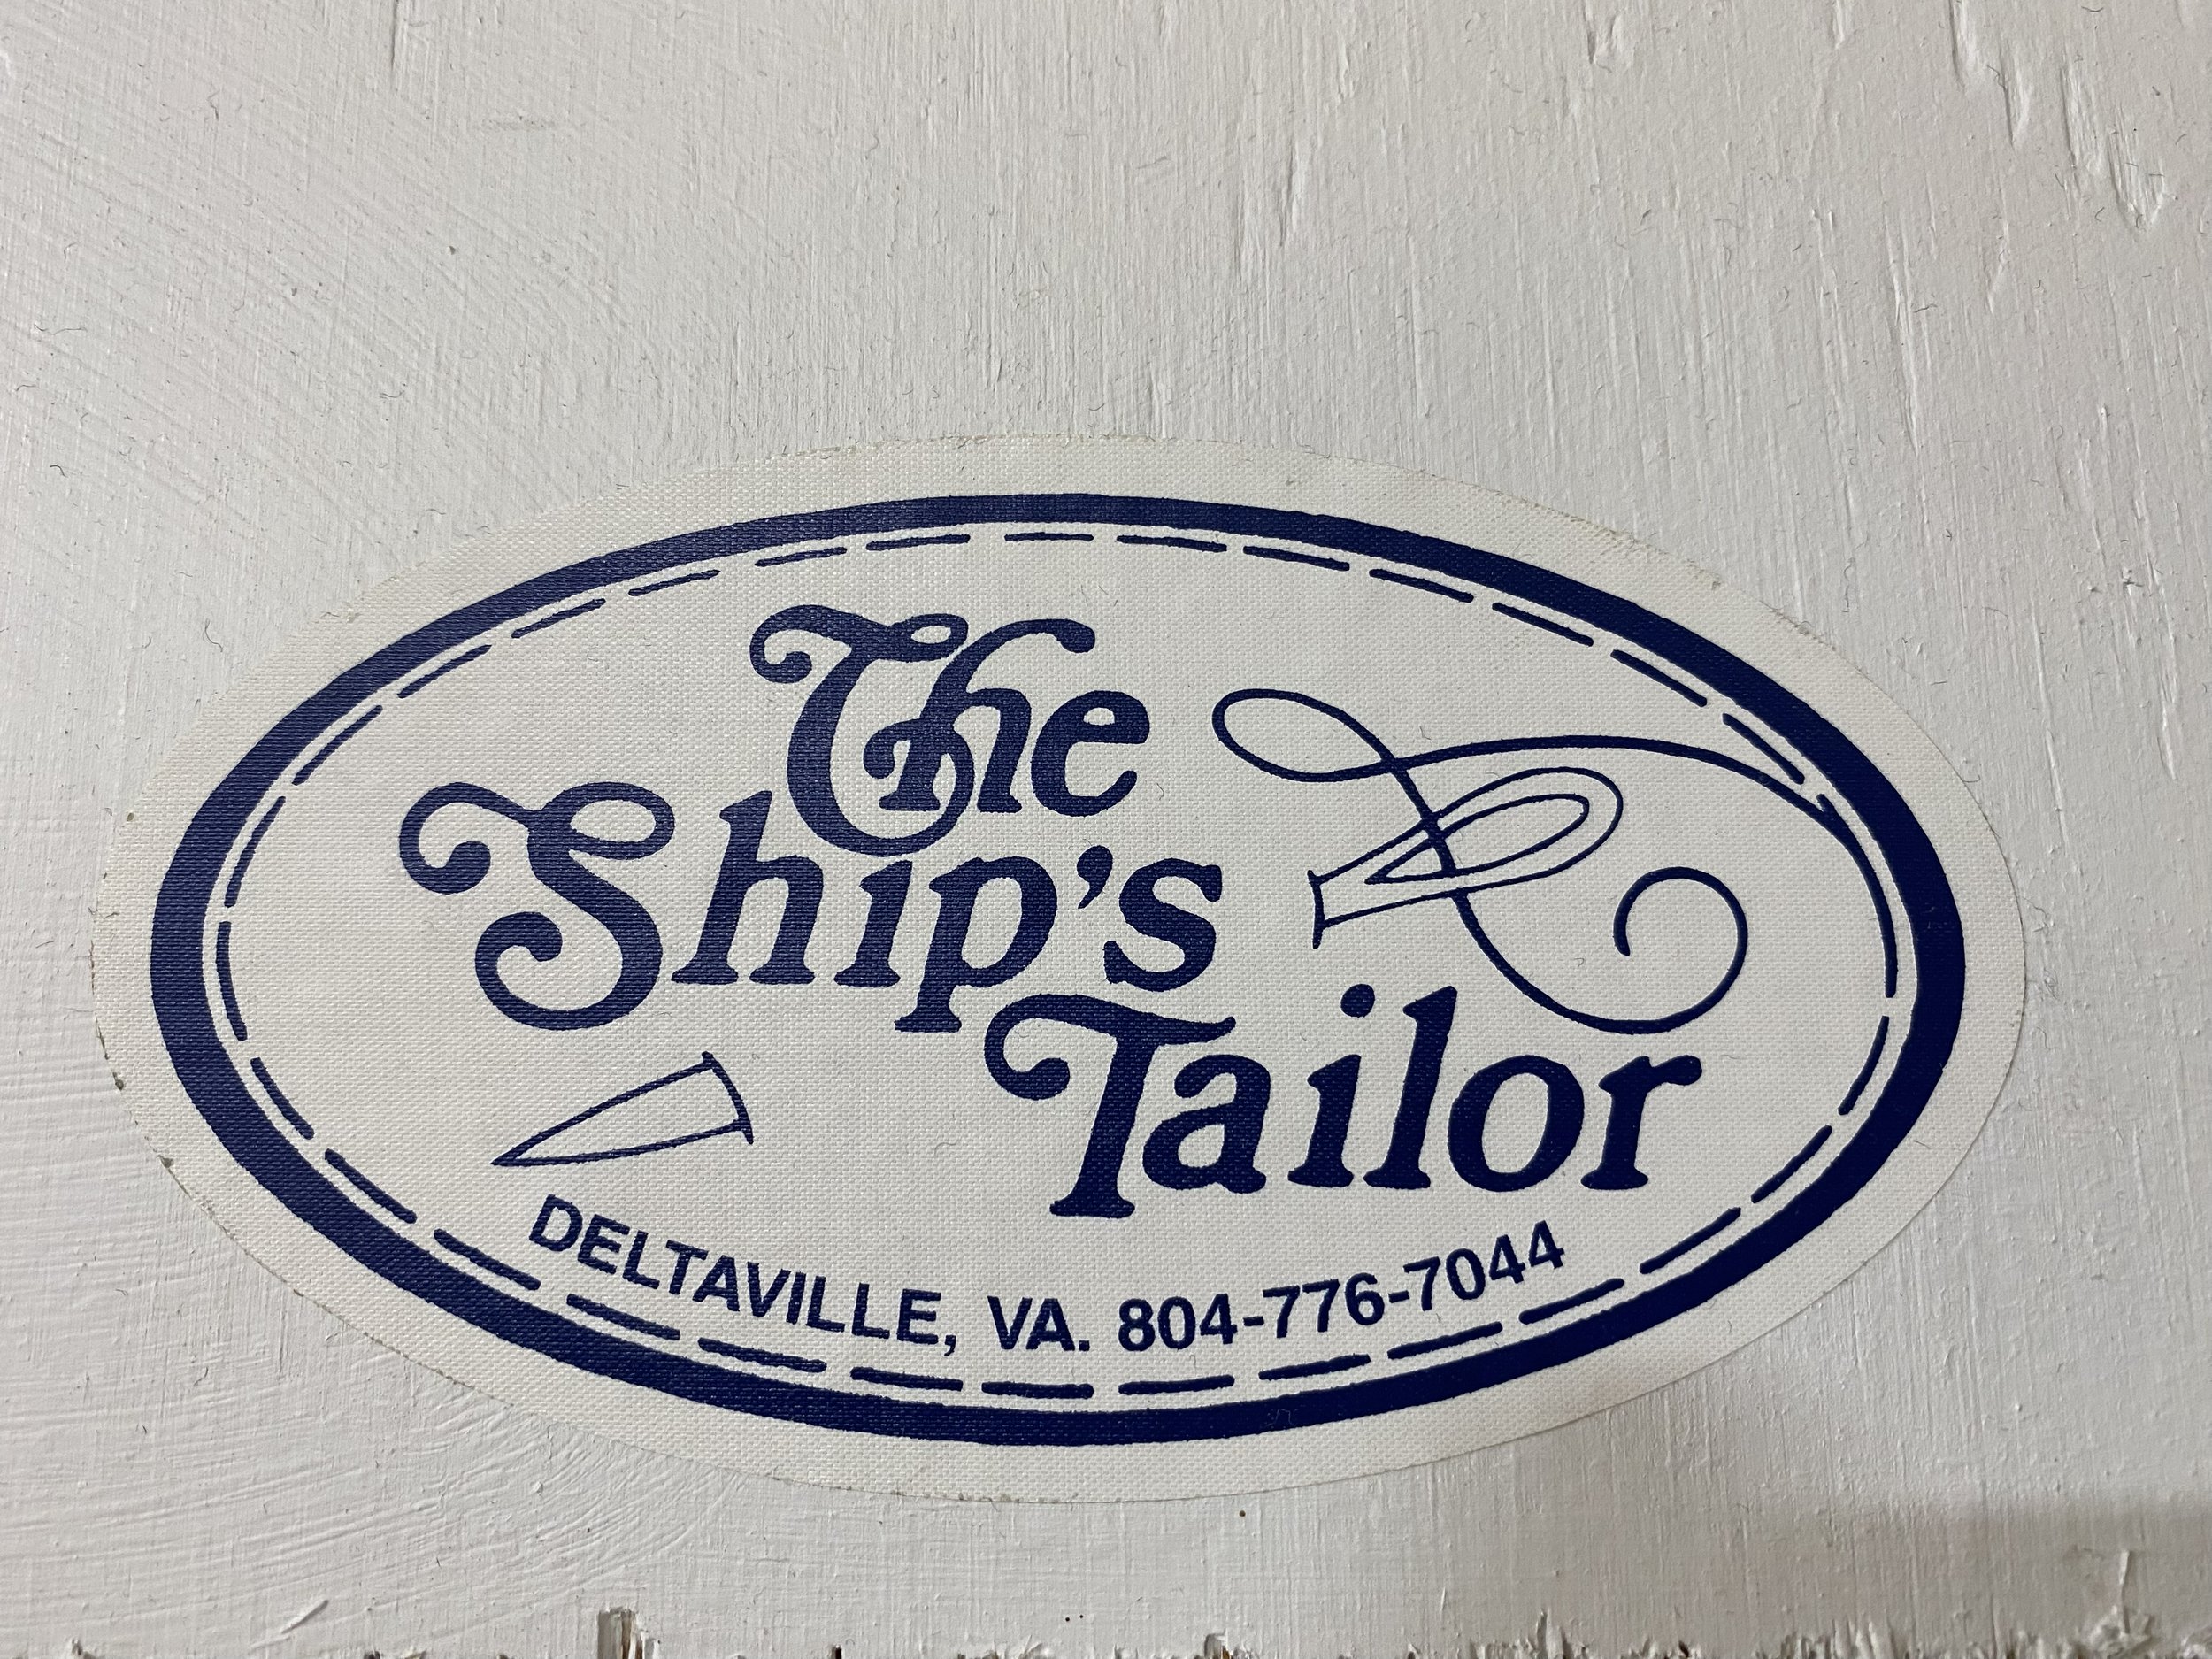 The
Ship's
Tailor
DELTAVILLE, VA. 804-776-7044